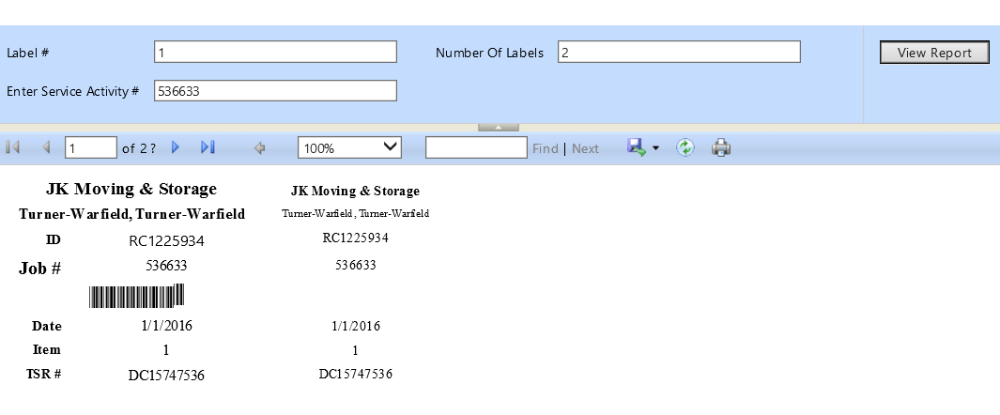 Label # 1 Number Of Labels 2 View Report
Enter Service Activity # 536633
1 of 2 ? 100% Find | Next
JK Moving & Storage JK Moving & Storage
Turner-Warfield, Turner-Warfield Turner-Warfield, Turner-Warfield
ID RC1225934 RC1225934
Job # 536633 536633
Date 1/1/2016 1/1/2016
Item 1 1
TSR # DC15747536 DC15747536